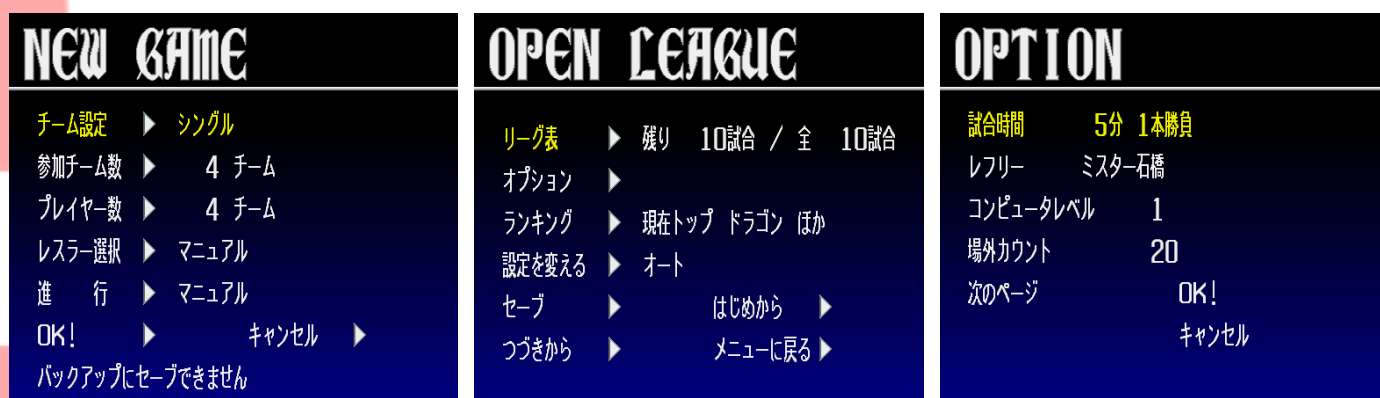 NEW GAME
チーム設定 ▶ シングル
参加チーム数 ▶ 4 チーム
プレイヤー数 ▶ 4 チーム
レスラー選択 ▶ マニュアル
進 行 ▶ マニュアル
OK! ▶ キャンセル ▶
バックアップにセーブできません
OPEN LEAGUE
リーグ表 ▶ 残り 10試合 / 全 10試合
オプション ▶
ランキング ▶ 現在トップ ドラゴン ほか
設定を変える ▶ オート
セーブ ▶ はじめから ▶
つづきから ▶ メニューに戻る ▶
OPTION
試合時間 5分 1本勝負
レフリー ミスター石橋
コンピュータレベル 1
場外カウント 20
次のページ OK!
キャンセル